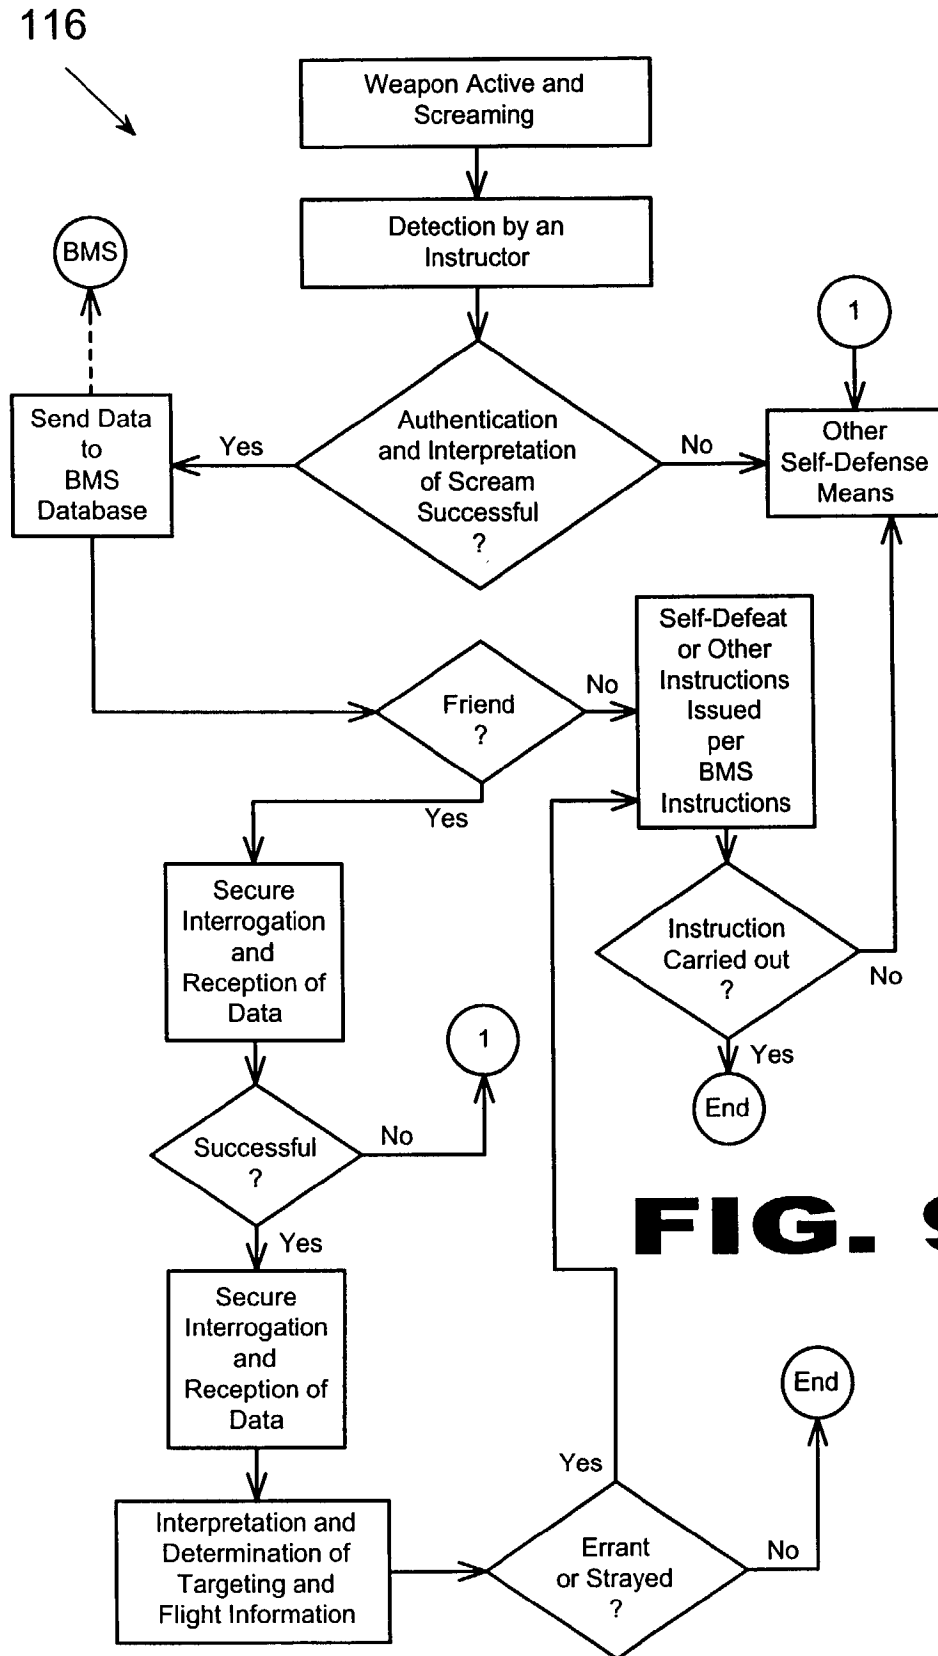 116
Weapon Active and
Screaming
Detection by an
Instructor
BMS
1
Send Data
to
BMS
Database
Yes
Authentication
and Interpretation
of Scream
Successful
?
No
Other
Self-Defense
Means
Friend
?
No
Yes
Self-Defeat
or Other
Instructions
Issued
per
BMS
Instructions
Secure
Interrogation
and
Reception of
Data
Instruction
Carried out
?
No
Yes
End
1
Successful
?
No
Yes
FIG.
Secure
Interrogation
and
Reception of
Data
End
Yes
Interpretation and
Determination of
Targeting and
Flight Information
Errant
or Strayed
?
No